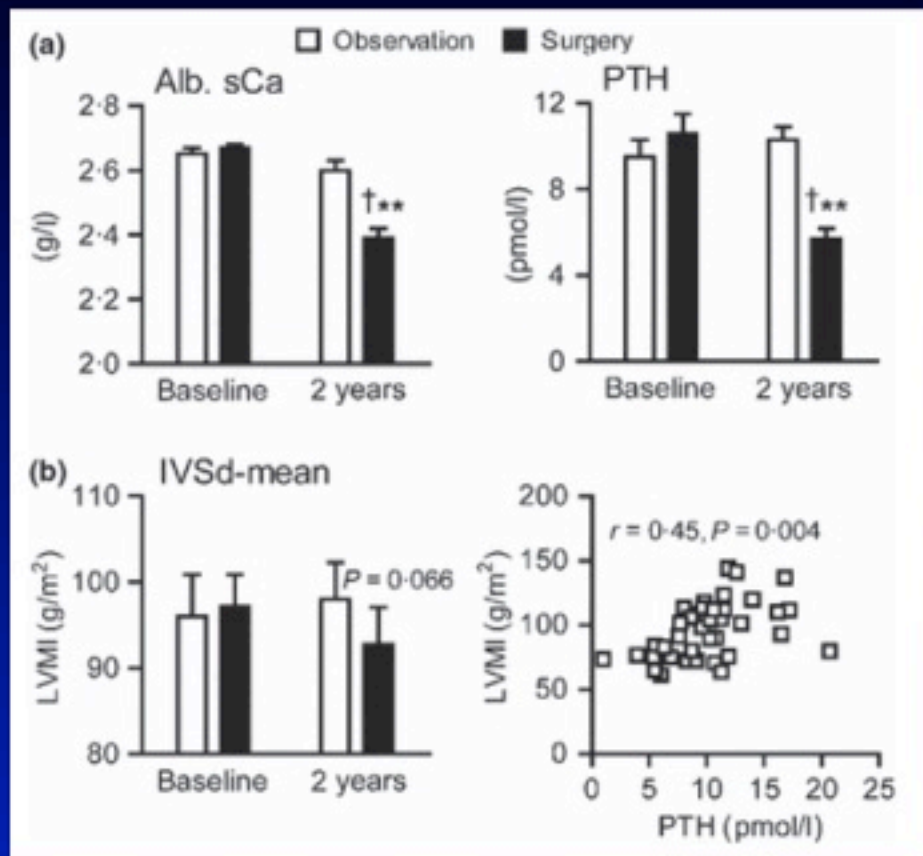 (a)
Observation Surgery
Alb. sCa
2·8
2·6
2·4
2·2
2·0
(g/l)
†**
Baseline 2 years
PTH
12
8
4
0
(pmol/l)
†**
Baseline 2 years
(b)
IVSd-mean
110
100
90
80
LVMI (g/m²)
P = 0·066
Baseline 2 years
200
150
100
50
0
LVMI (g/m²)
r = 0·45, P = 0·004
0 5 10 15 20 25
PTH (pmol/l)